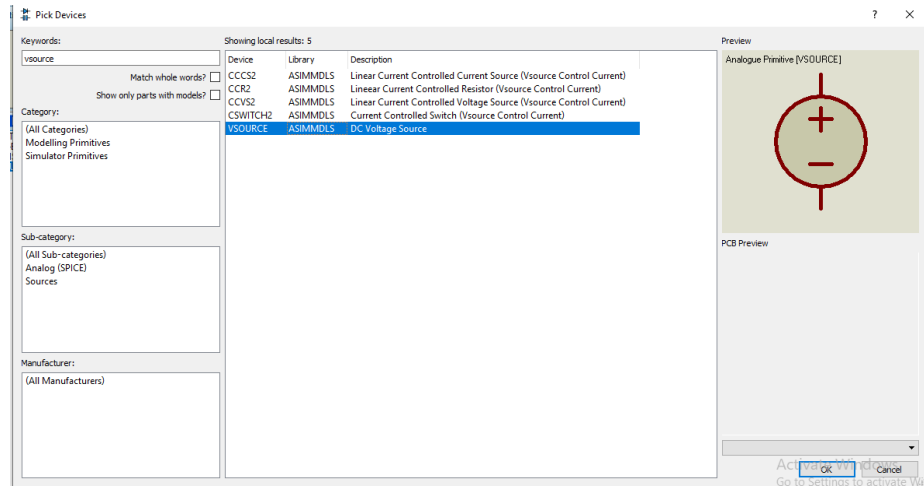 Pick Devices
? X
Keywords:
vsource
Match whole words?
Show only parts with models?
Category:
(All Categories)
Modelling Primitives
Simulator Primitives
Sub-category:
(All Sub-categories)
Analog (SPICE)
Sources
Manufacturer:
(All Manufacturers)
Showing local results: 5
Device Library Description
CCCS2 ASIMMDLS Linear Current Controlled Current Source (Vsource Control Current)
CCR2 ASIMMDLS Lineear Current Controlled Resistor (Vsource Control Current)
CCVS2 ASIMMDLS Linear Current Controlled Voltage Source (Vsource Control Current)
CSWITCH2 ASIMMDLS Current Controlled Switch (Vsource Control Current)
VSOURCE ASIMMDLS DC Voltage Source
Preview
Analogue Primitive [VSOURCE]
+
−
PCB Preview
Activate Windows
Go to Settings to activate W
OK Cancel